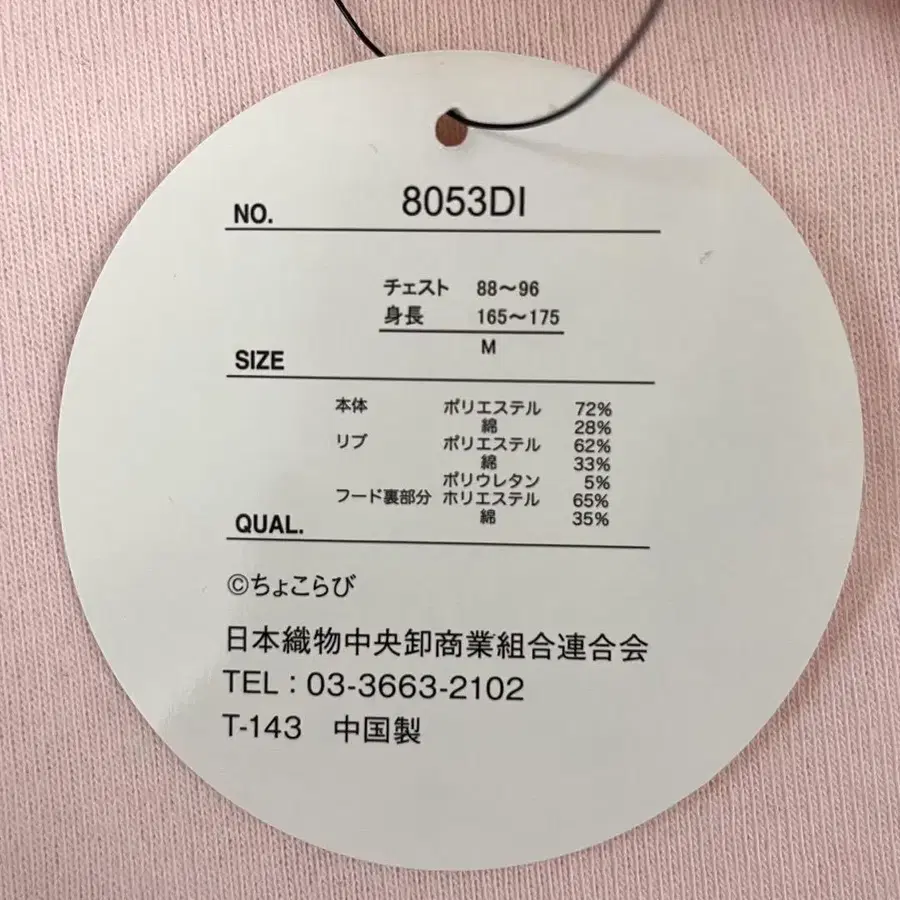 NO. 8053DI
チェスト 88～96
身長 165～175
M
SIZE
本体 ポリエステル 72%
綿 28%
リブ ポリエステル 62%
綿 33%
ポリウレタン 5%
フード裏部分 ポリエステル 65%
綿 35%
QUAL.
©ちょこらび
日本織物中央卸商業組合連合会
TEL：03-3663-2102
T-143 中国製